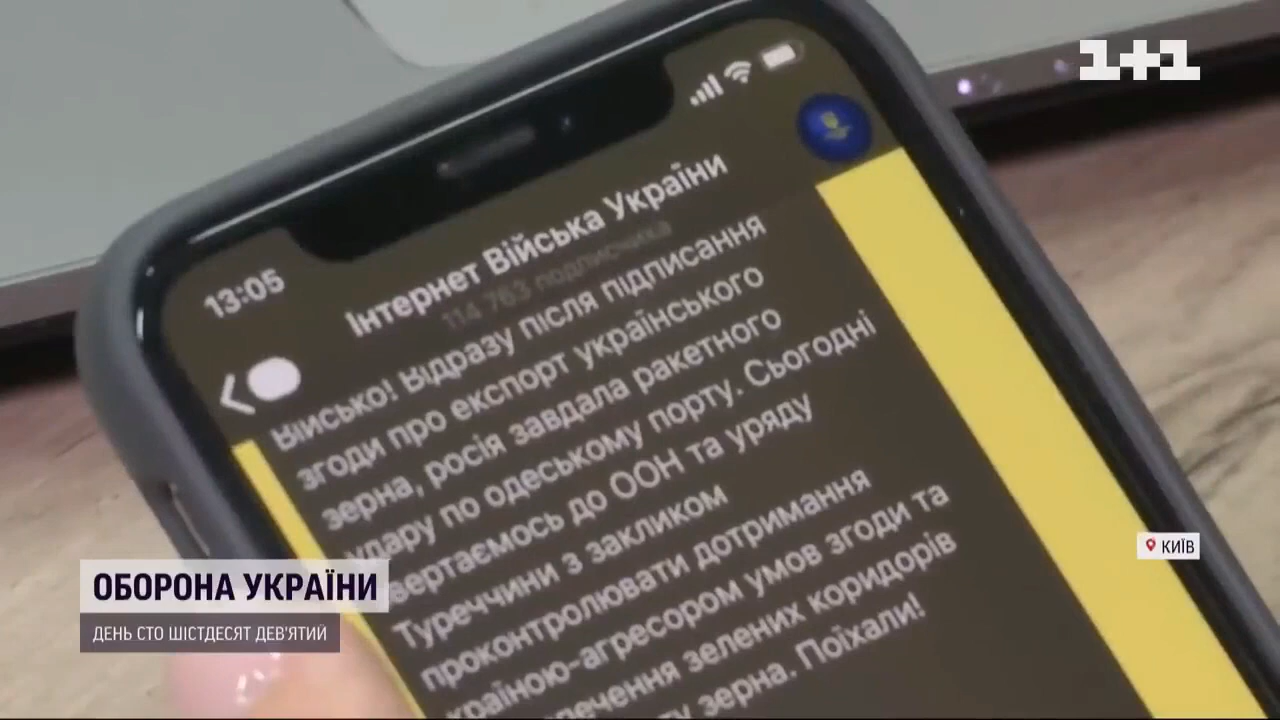 1+1
13:05
Інтернет Війська України
114 763 подписчика
Військо! Відразу після підписання
згоди про експорт українського
зерна, росія завдала ракетного
удару по одеському порту. Сьогодні
звертаємось до ООН та уряду
Туреччини з закликом
проконтролювати дотримання
країною-агресором умов згоди та
зелених коридорів
зерна. Поїхали!
КИЇВ
ОБОРОНА УКРАЇНИ
ДЕНЬ СТО ШІСТДЕСЯТ ДЕВ'ЯТИЙ